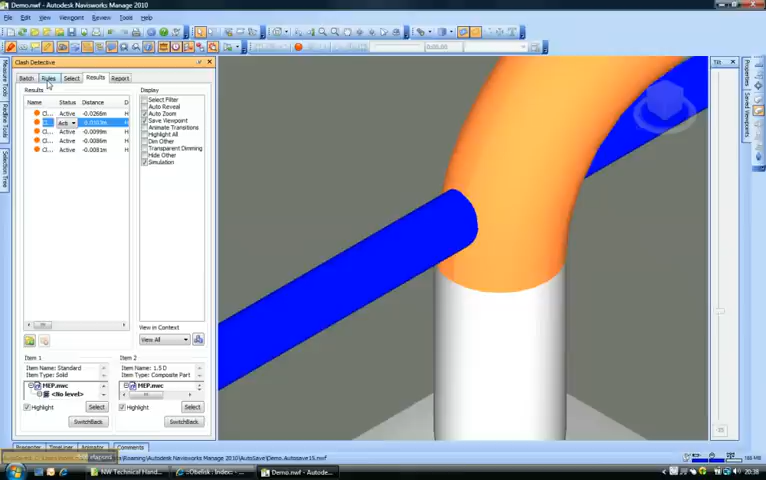 Demo.nwf - Autodesk Navisworks Manage 2010
File Edit View Viewpoint Review Tools Help
Clash Detective
Batch Rules Select Results Report
Results
Name Status Distance
Cl... Active -0.0266m
Cl... Active -0.0099m
Cl... Active -0.0086m
Cl... Active -0.0081m
Display
Select Filter
Auto Reveal
Auto Zoom
Save Viewpoint
Animate Transitions
Highlight All
Dim Other
Transparent Dimming
Hide Other
Simulation
View in Context
View All
Item 1
Item Name: Standard
Item Type: Solid
MEP.nwc
<No level>
Highlight Select
SwitchBack
Item 2
Item Name: 1.5 D
Item Type: Composite Part
MEP.nwc
Highlight Select
SwitchBack
Measure Tools
Redline Tools
Selection Tree
Tilt
Properties
Saved Viewpoints
Presenter TimeLiner Animator Comments
NW Technical Hand...
::Obelisk : Index:: - ...
Demo.nwf - Autode...
20:38